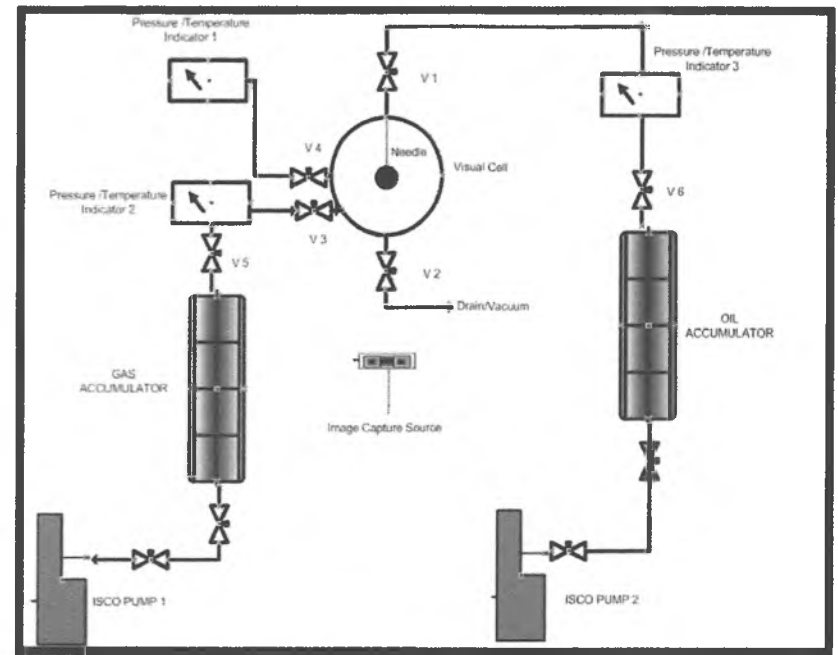 Pressure /Temperature
Indicator 1
Pressure /Temperature
Indicator 3
V 1
V 4
Needle
Visual Cell
Pressure /Temperature
Indicator 2
V 6
V 3
V 5
V 2
Drain/Vacuum
OIL
ACCUMULATOR
GAS
ACCUMULATOR
Image Capture Source
ISCO PUMP 1
ISCO PUMP 2